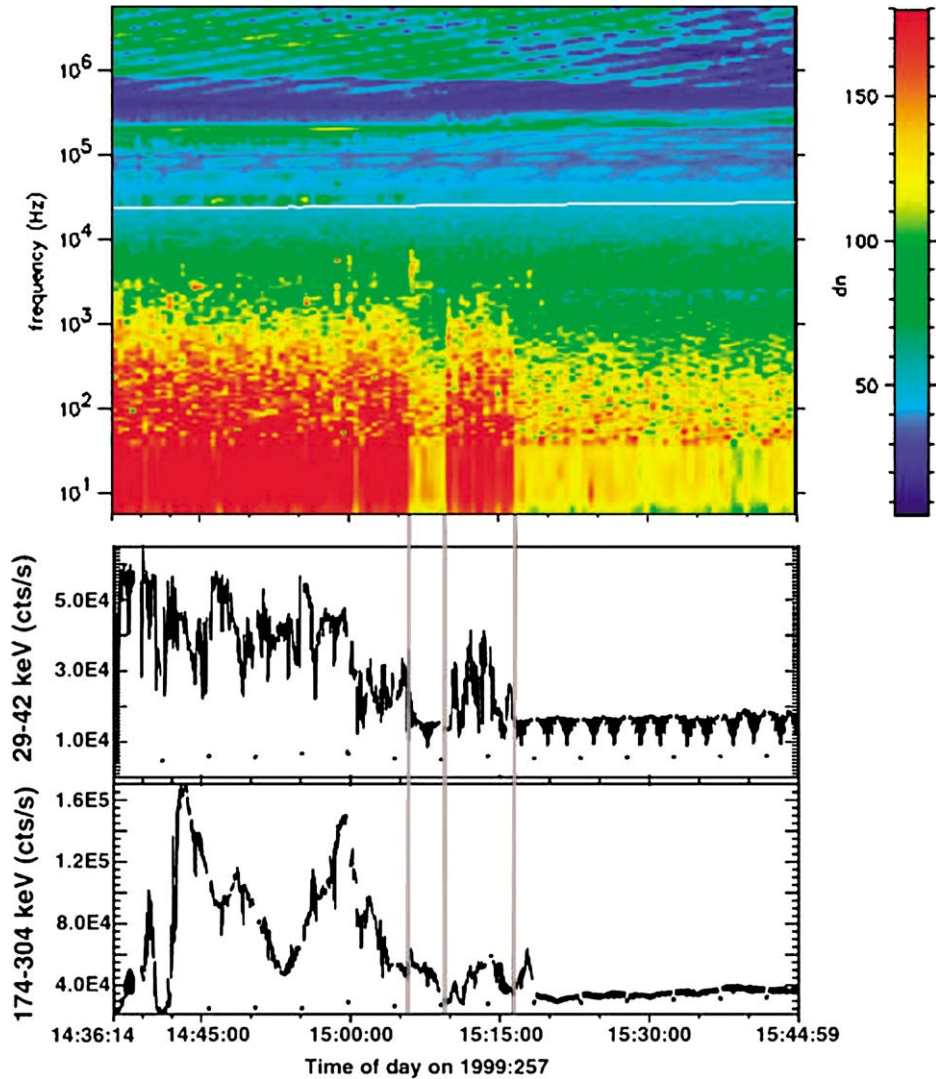 10^6
10^5
10^4
10^3
10^2
10^1
frequency (Hz)
150
100
50
dn
5.0E4
3.0E4
1.0E4
29-42 keV (cts/s)
1.6E5
1.2E5
8.0E4
4.0E4
174-304 keV (cts/s)
14:36:14 14:45:00 15:00:00 15:15:00 15:30:00 15:44:59
Time of day on 1999:257